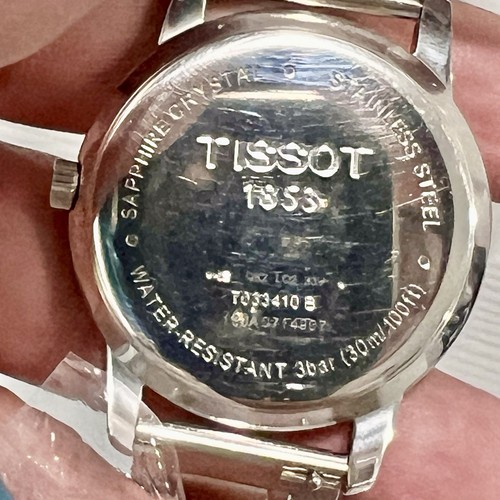 SAPPHIRE CRYSTAL
STAINLESS STEEL
TISSOT
1853
T033410 B
WATER-RESISTANT 3bar (30m/100ft)